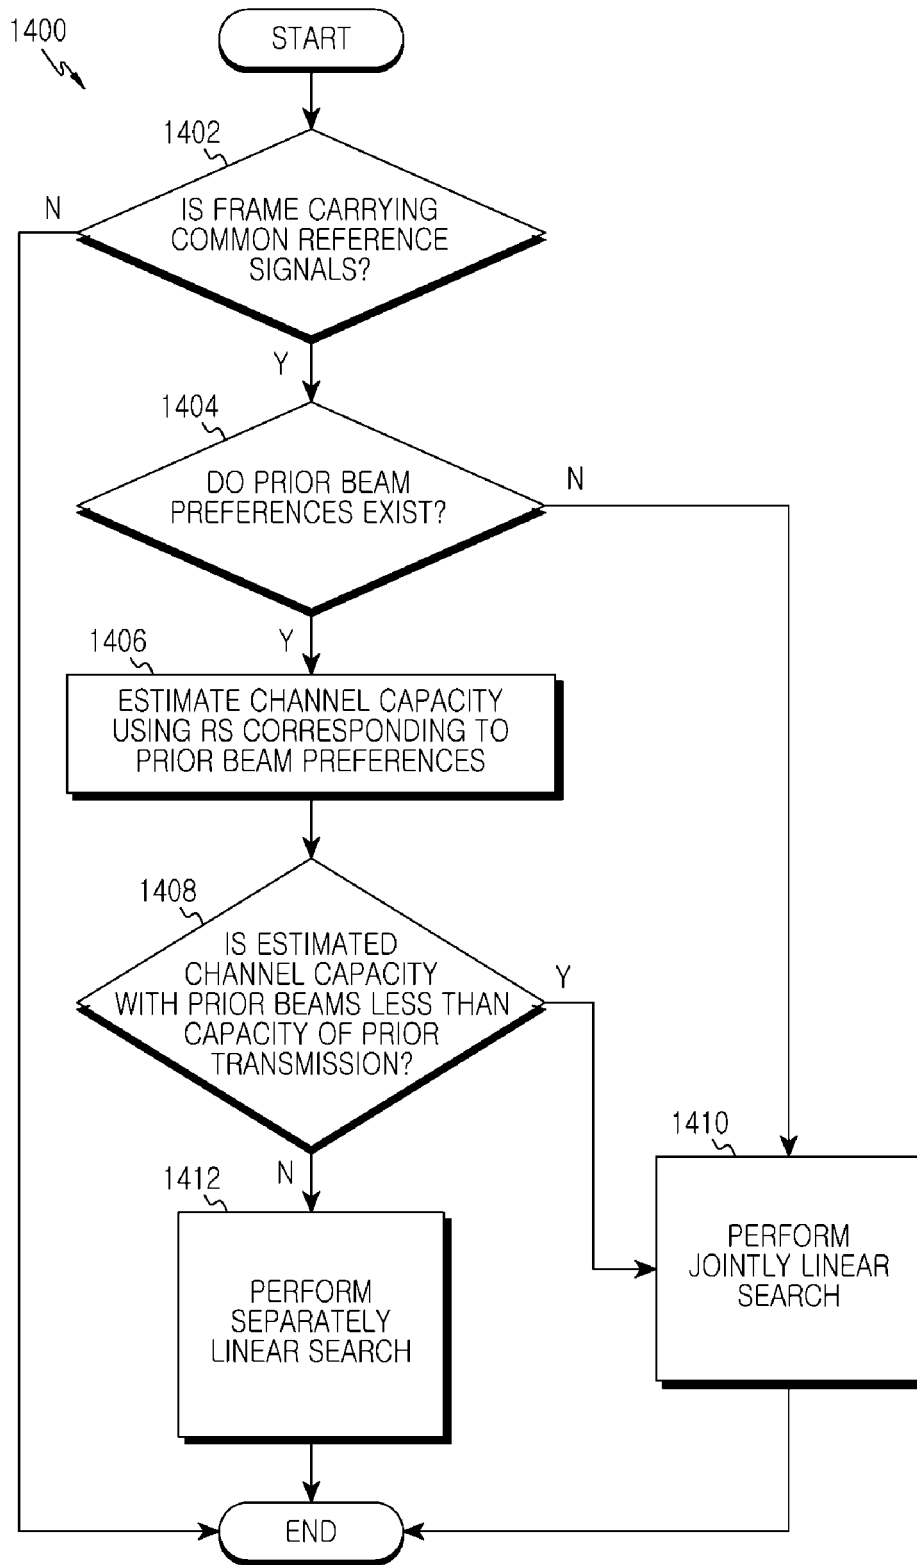 1400
START
1402
N
IS FRAME CARRYING
COMMON REFERENCE
SIGNALS?
Y
1404
DO PRIOR BEAM
PREFERENCES EXIST?
N
Y
1406
ESTIMATE CHANNEL CAPACITY
USING RS CORRESPONDING TO
PRIOR BEAM PREFERENCES
1408
IS ESTIMATED
CHANNEL CAPACITY
WITH PRIOR BEAMS LESS THAN
CAPACITY OF PRIOR
TRANSMISSION?
Y
N
1410
PERFORM
JOINTLY LINEAR
SEARCH
1412
PERFORM
SEPARATELY
LINEAR SEARCH
END